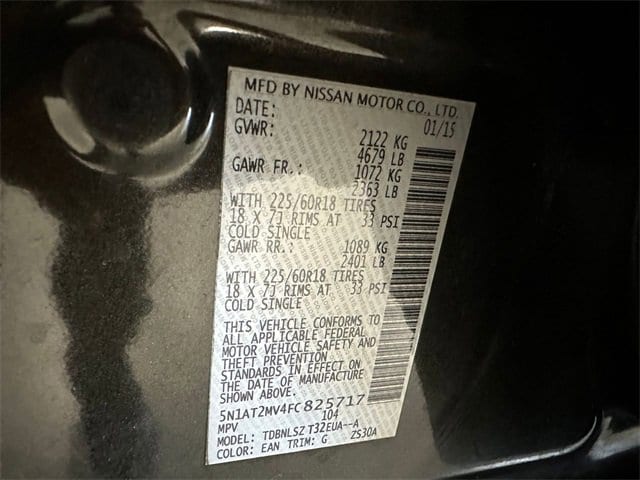 MFD BY NISSAN MOTOR CO., LTD.
DATE: 01/15
GVWR: 2122 KG
4679 LB
GAWR FR.: 1072 KG
2363 LB
WITH 225/60R18 TIRES
18 X 7J RIMS AT 33 PSI
COLD SINGLE
GAWR RR.: 1089 KG
2401 LB
WITH 225/60R18 TIRES
18 X 7J RIMS AT 33 PSI
COLD SINGLE
THIS VEHICLE CONFORMS TO
ALL APPLICABLE FEDERAL
MOTOR VEHICLE SAFETY AND
THEFT PREVENTION
STANDARDS IN EFFECT ON
THE DATE OF MANUFACTURE
SHOWN ABOVE.
5N1AT2MV4FC825717
MPV 104
MODEL: TDBNLSZ T32EUA--A
COLOR: EAN TRIM: G ZS30A